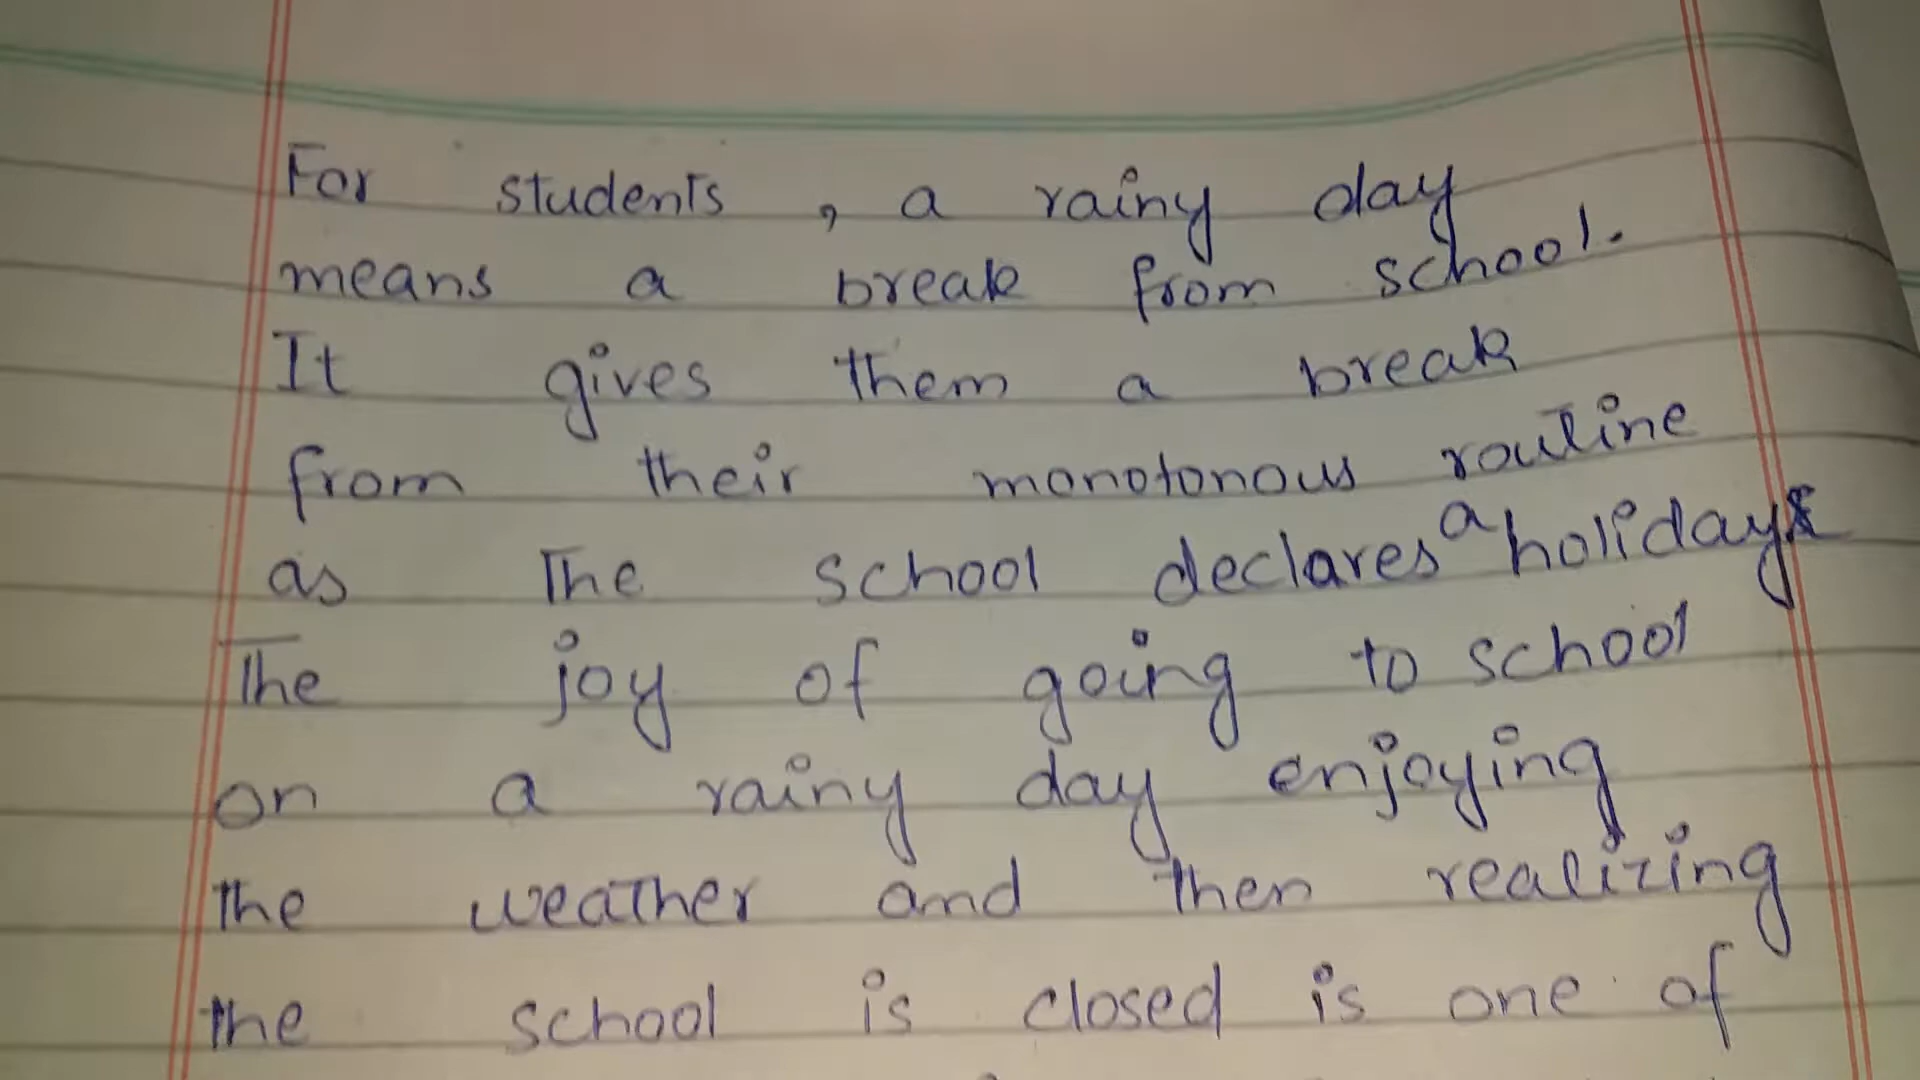 For students, a rainy day
means a break from school.
It gives them a break
from their monotonous routine
as the school declares a holiday
The joy of going to school
on a rainy day enjoying
the weather and then realizing
the school is closed is one of